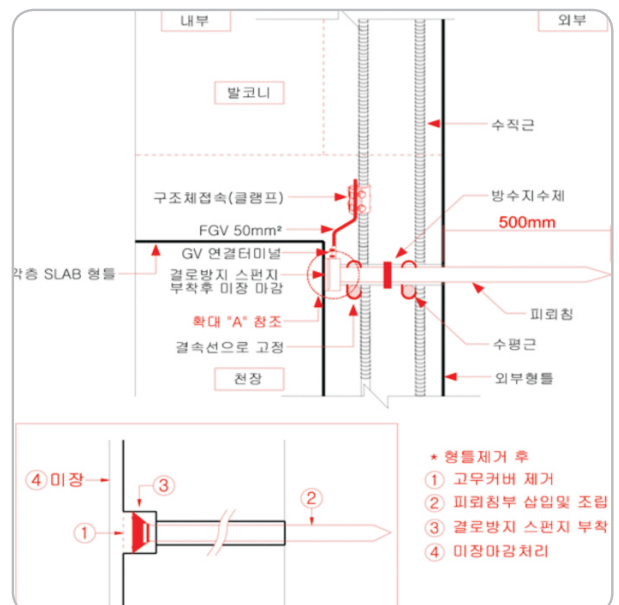 내부
외부
발코니
수직근
구조체접속(클램프)
방수지수제
500mm
FGV 50mm²
GV 연결터미널
각층 SLAB 형틀
결로방지 스펀지
부착후 미장 마감
피뢰침
확대 "A" 참조
결속선으로 고정
수평근
천장
외부형틀
* 형틀제거 후
① 고무커버 제거
② 피뢰침부 삽입및 조립
③ 결로방지 스펀지 부착
④ 미장마감처리
④ 미장
③
②
①